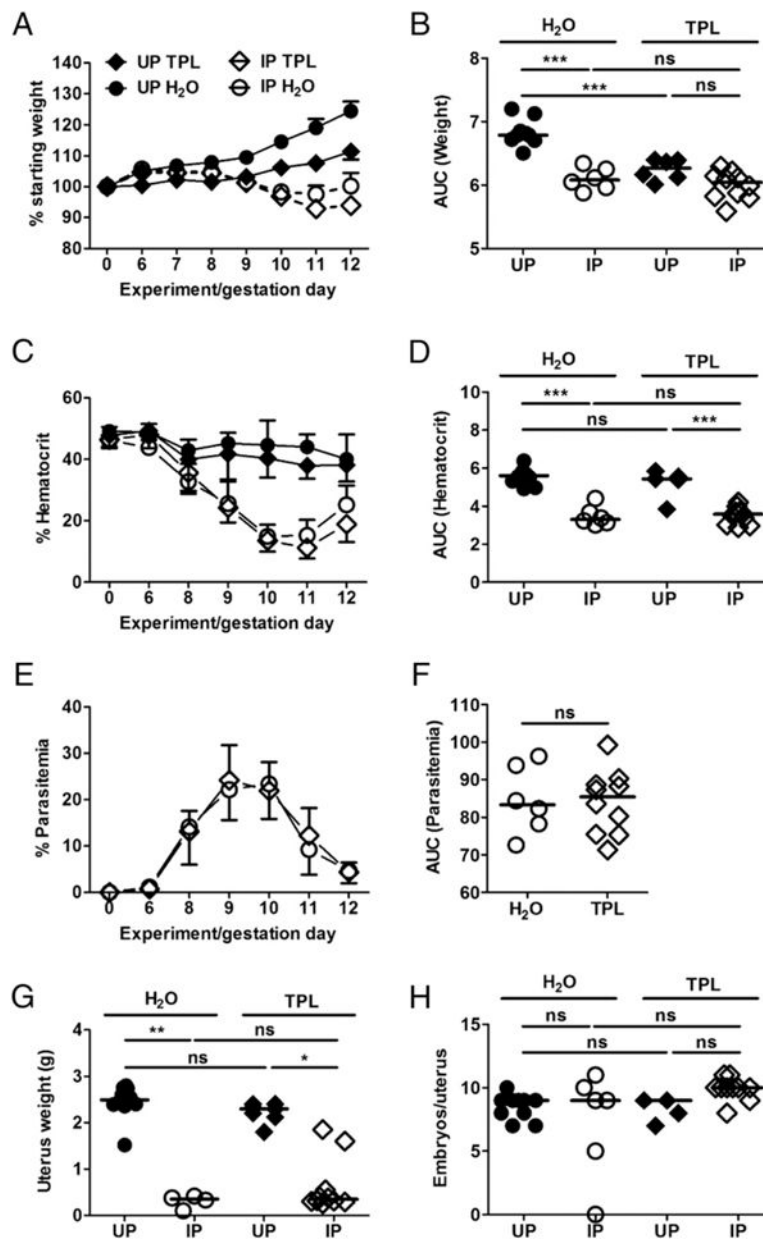 A
UP TPL IP TPL
UP H₂O IP H₂O
% starting weight
140
130
120
110
100
90
80
0 6 7 8 9 10 11 12
Experiment/gestation day
B
H₂O TPL
*** ns
*** ns
AUC (Weight)
8
7
6
5
UP IP UP IP
C
% Hematocrit
60
40
20
0
0 6 8 9 10 11 12
Experiment/gestation day
D
H₂O TPL
*** ns
ns ***
AUC (Hematocrit)
10
8
6
4
2
0
UP IP UP IP
E
% Parasitemia
40
30
20
10
0
0 6 8 9 10 11 12
Experiment/gestation day
F
ns
AUC (Parasitemia)
110
100
90
80
70
60
H₂O TPL
G
H₂O TPL
** ns
ns *
Uterus weight (g)
4
3
2
1
0
UP IP UP IP
H
H₂O TPL
ns ns
ns ns
Embryos/uterus
15
10
5
0
UP IP UP IP